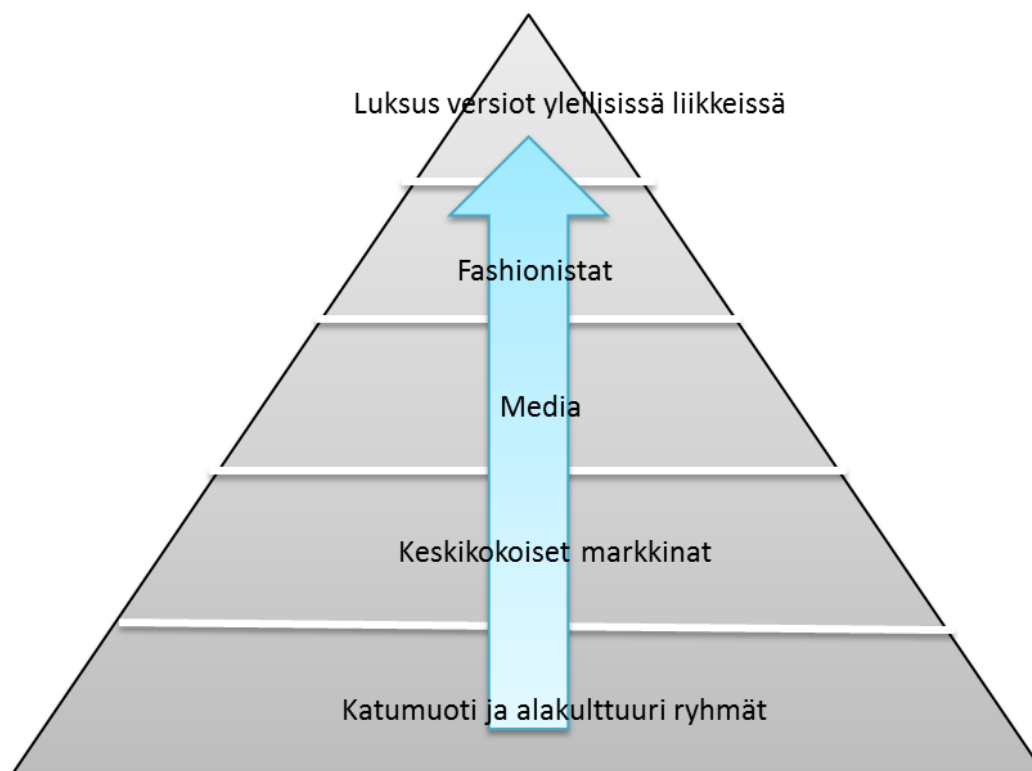 Luksus versiot ylellisissä liikkeissä
Fashionistat
Media
Keskikokoiset markkinat
Katumuoti ja alakulttuuri ryhmät